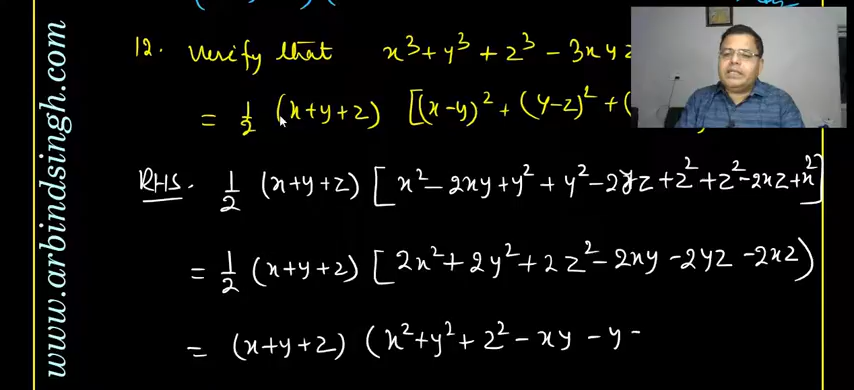 12. Verify that x³ + y³ + z³ - 3xyz
= 1/2 (x+y+z) [(x-y)² + (y-z)² + (
RHS. 1/2 (x+y+z) [x² - 2xy + y² + y² - 2yz + z² + z² - 2xz + x²]
= 1/2 (x+y+z) [2x² + 2y² + 2z² - 2xy - 2yz - 2xz)
= (x+y+z) (x² + y² + z² - xy - y -
www.arbindsingh.com